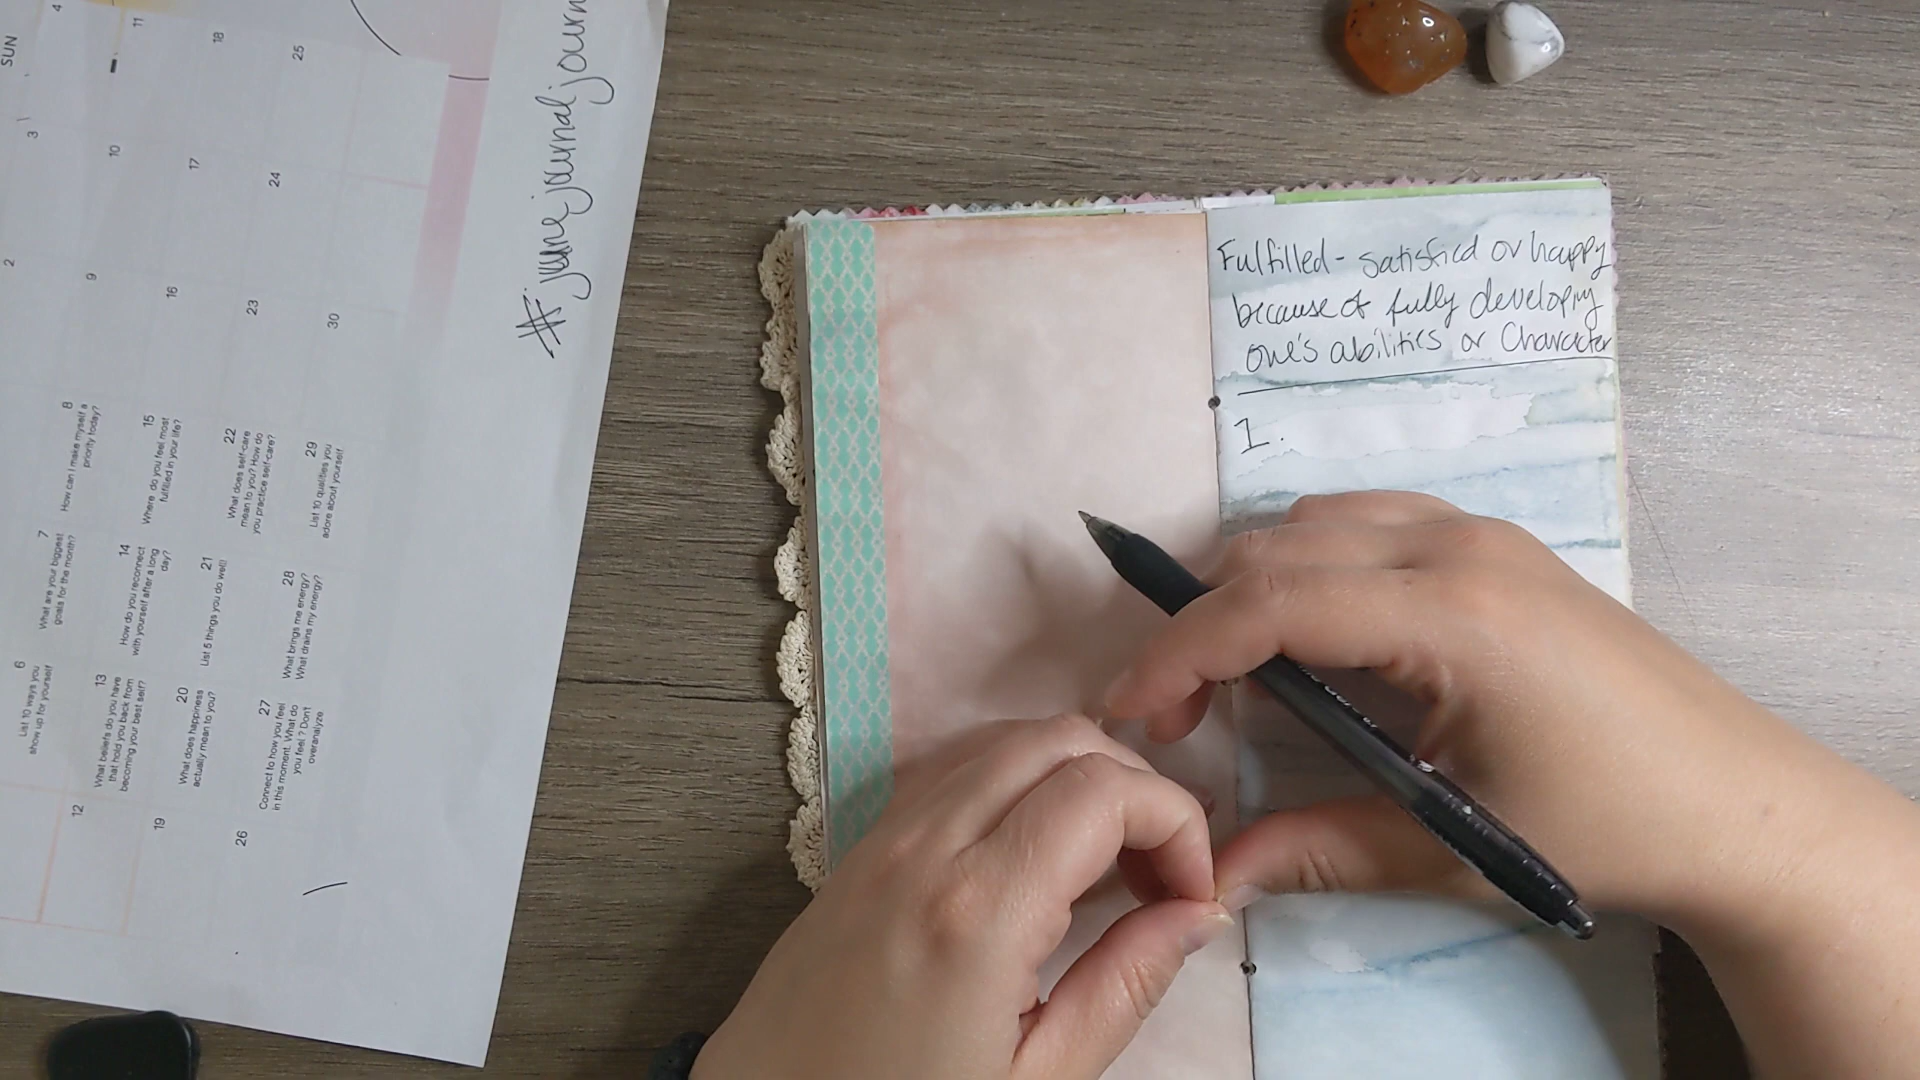 SUN
4
11
18
25
3
10
17
24
2
9
16
23
30
8
How can I make myself a
priority today?
15
Where do you feel most
fulfilled in your life?
22
What does self-care
mean to you? How do
you practice self-care?
29
List 10 qualities you
adore about yourself
7
What are your biggest
goals for the month?
14
How do you reconnect
with yourself after a long
day?
21
List 5 things you do well!
28
What brings me energy?
What drains my energy?
6
List 10 ways you
show up for yourself
13
What beliefs do you have
that hold you back from
becoming your best self?
20
What does happiness
actually mean to you?
27
Connect to how you feel
in this moment. What do
you feel? Don't
overanalyze
12
19
26
#junejournaljourn
Fulfilled - satisfied or happy
because of fully developing
one's abilities or Character
1.